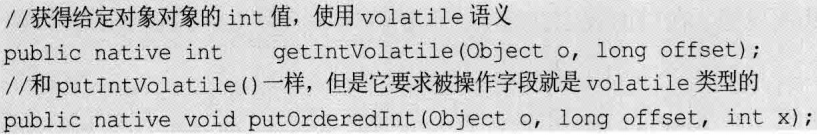 //获得给定对象对象的 int 值，使用 volatile 语义
public native int    getIntVolatile(Object o, long offset);
//和 putIntVolatile()一样，但是它要求被操作字段就是 volatile 类型的
public native void putOrderedInt(Object o, long offset, int x);